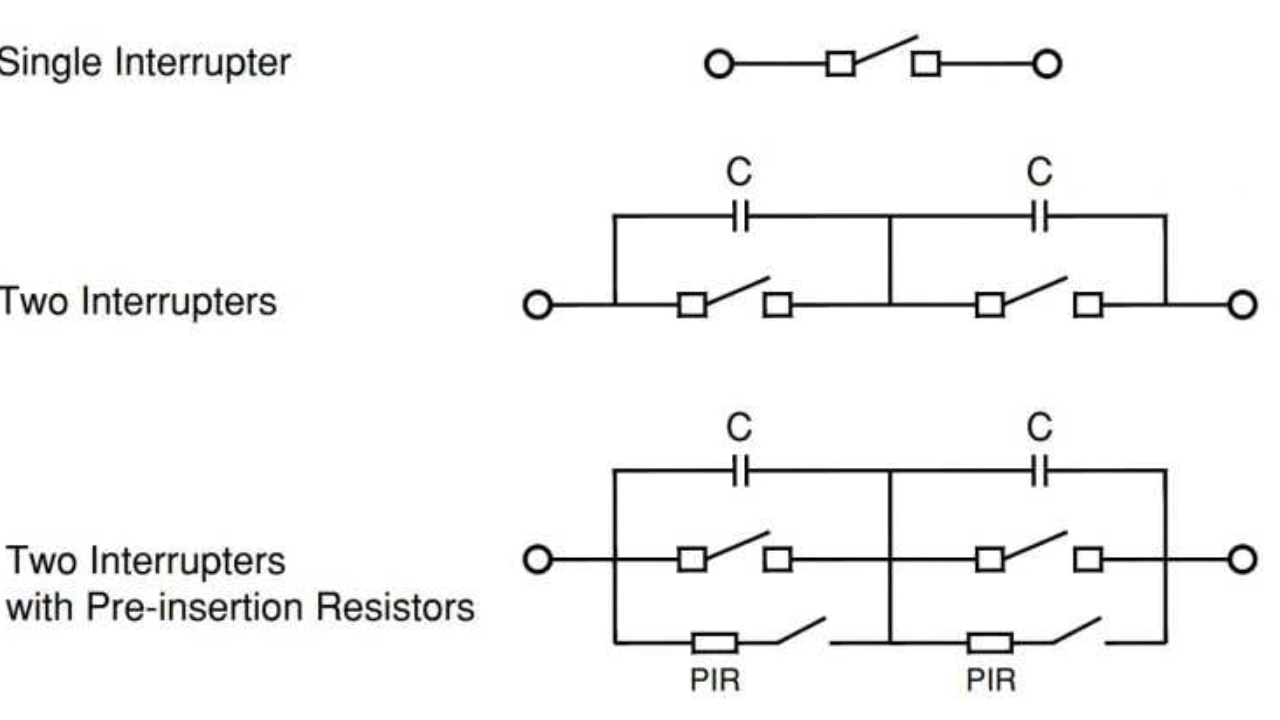 Single Interrupter
C C
Two Interrupters
C C
Two Interrupters
with Pre-insertion Resistors
PIR PIR